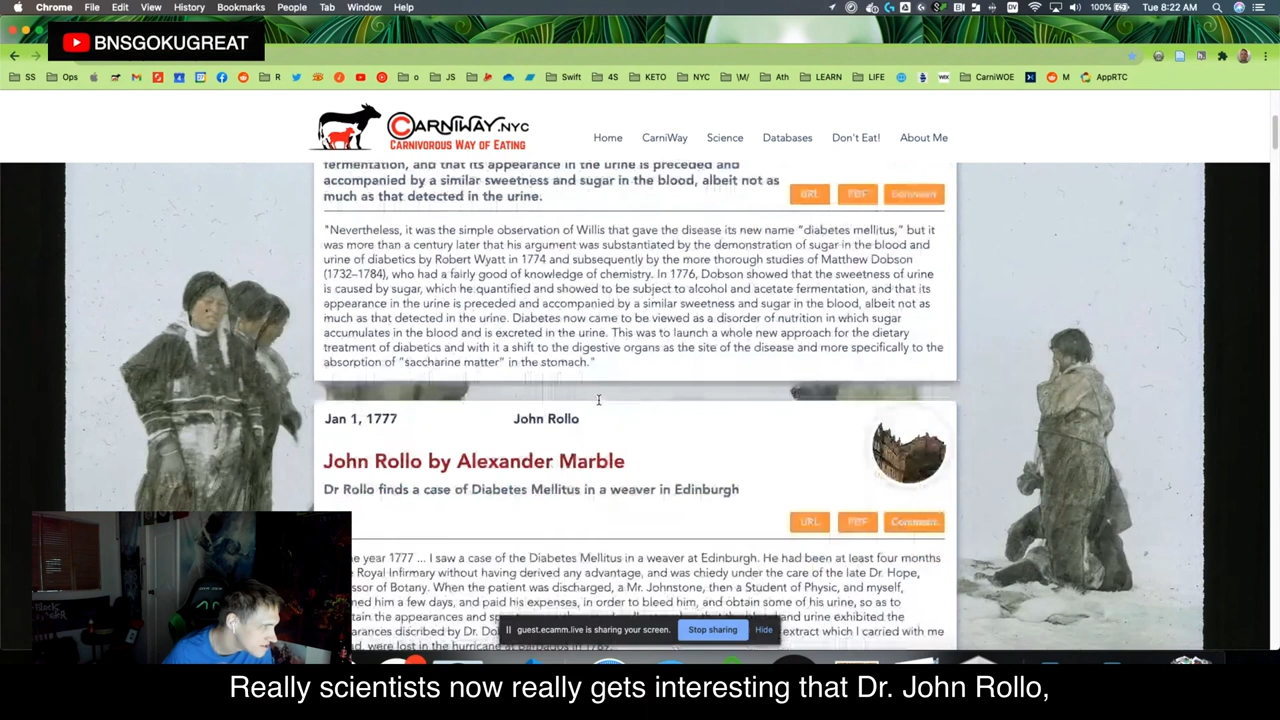 Chrome File Edit View History Bookmarks People Tab Window Help
100% Tue 8:22 AM
BNSGOKUGREAT
SS Ops R o JS Swift 4S KETO NYC \M/ Ath LEARN LIFE CarniWOE M AppRTC
CARNIWAY.NYC
CARNIVOROUS WAY OF EATING
Home CarniWay Science Databases Don't Eat! About Me
fermentation, and that its appearance in the urine is preceded and
accompanied by a similar sweetness and sugar in the blood, albeit not as
much as that detected in the urine.
URL PDF Comment
"Nevertheless, it was the simple observation of Willis that gave the disease its new name "diabetes mellitus," but it
was more than a century later that his argument was substantiated by the demonstration of sugar in the blood and
urine of diabetics by Robert Wyatt in 1774 and subsequently by the more thorough studies of Matthew Dobson
(1732–1784), who had a fairly good of knowledge of chemistry. In 1776, Dobson showed that the sweetness of urine
is caused by sugar, which he quantified and showed to be subject to alcohol and acetate fermentation, and that its
appearance in the urine is preceded and accompanied by a similar sweetness and sugar in the blood, albeit not as
much as that detected in the urine. Diabetes now came to be viewed as a disorder of nutrition in which sugar
accumulates in the blood and is excreted in the urine. This was to launch a whole new approach for the dietary
treatment of diabetics and with it a shift to the digestive organs as the site of the disease and more specifically to the
absorption of "saccharine matter" in the stomach."
Jan 1, 1777 John Rollo
John Rollo by Alexander Marble
Dr Rollo finds a case of Diabetes Mellitus in a weaver in Edinburgh
URL PDF Comment
year 1777 ... I saw a case of the Diabetes Mellitus in a weaver at Edinburgh. He had been at least four months
Royal Infirmary without having derived any advantage, and was chiedy under the care of the late Dr. Hope,
of Botany. When the patient was discharged, a Mr. Johnstone, then a Student of Physic, and myself,
him a few days, and paid his expenses, in order to bleed him, and obtain some of his urine, so as to
the appearances and and urine exhibited the
discribed by Dr. extract which I carried with me
were lost in the hurricane at Barbados in
guest.ecamm.live is sharing your screen. Stop sharing Hide
Really scientists now really gets interesting that Dr. John Rollo,